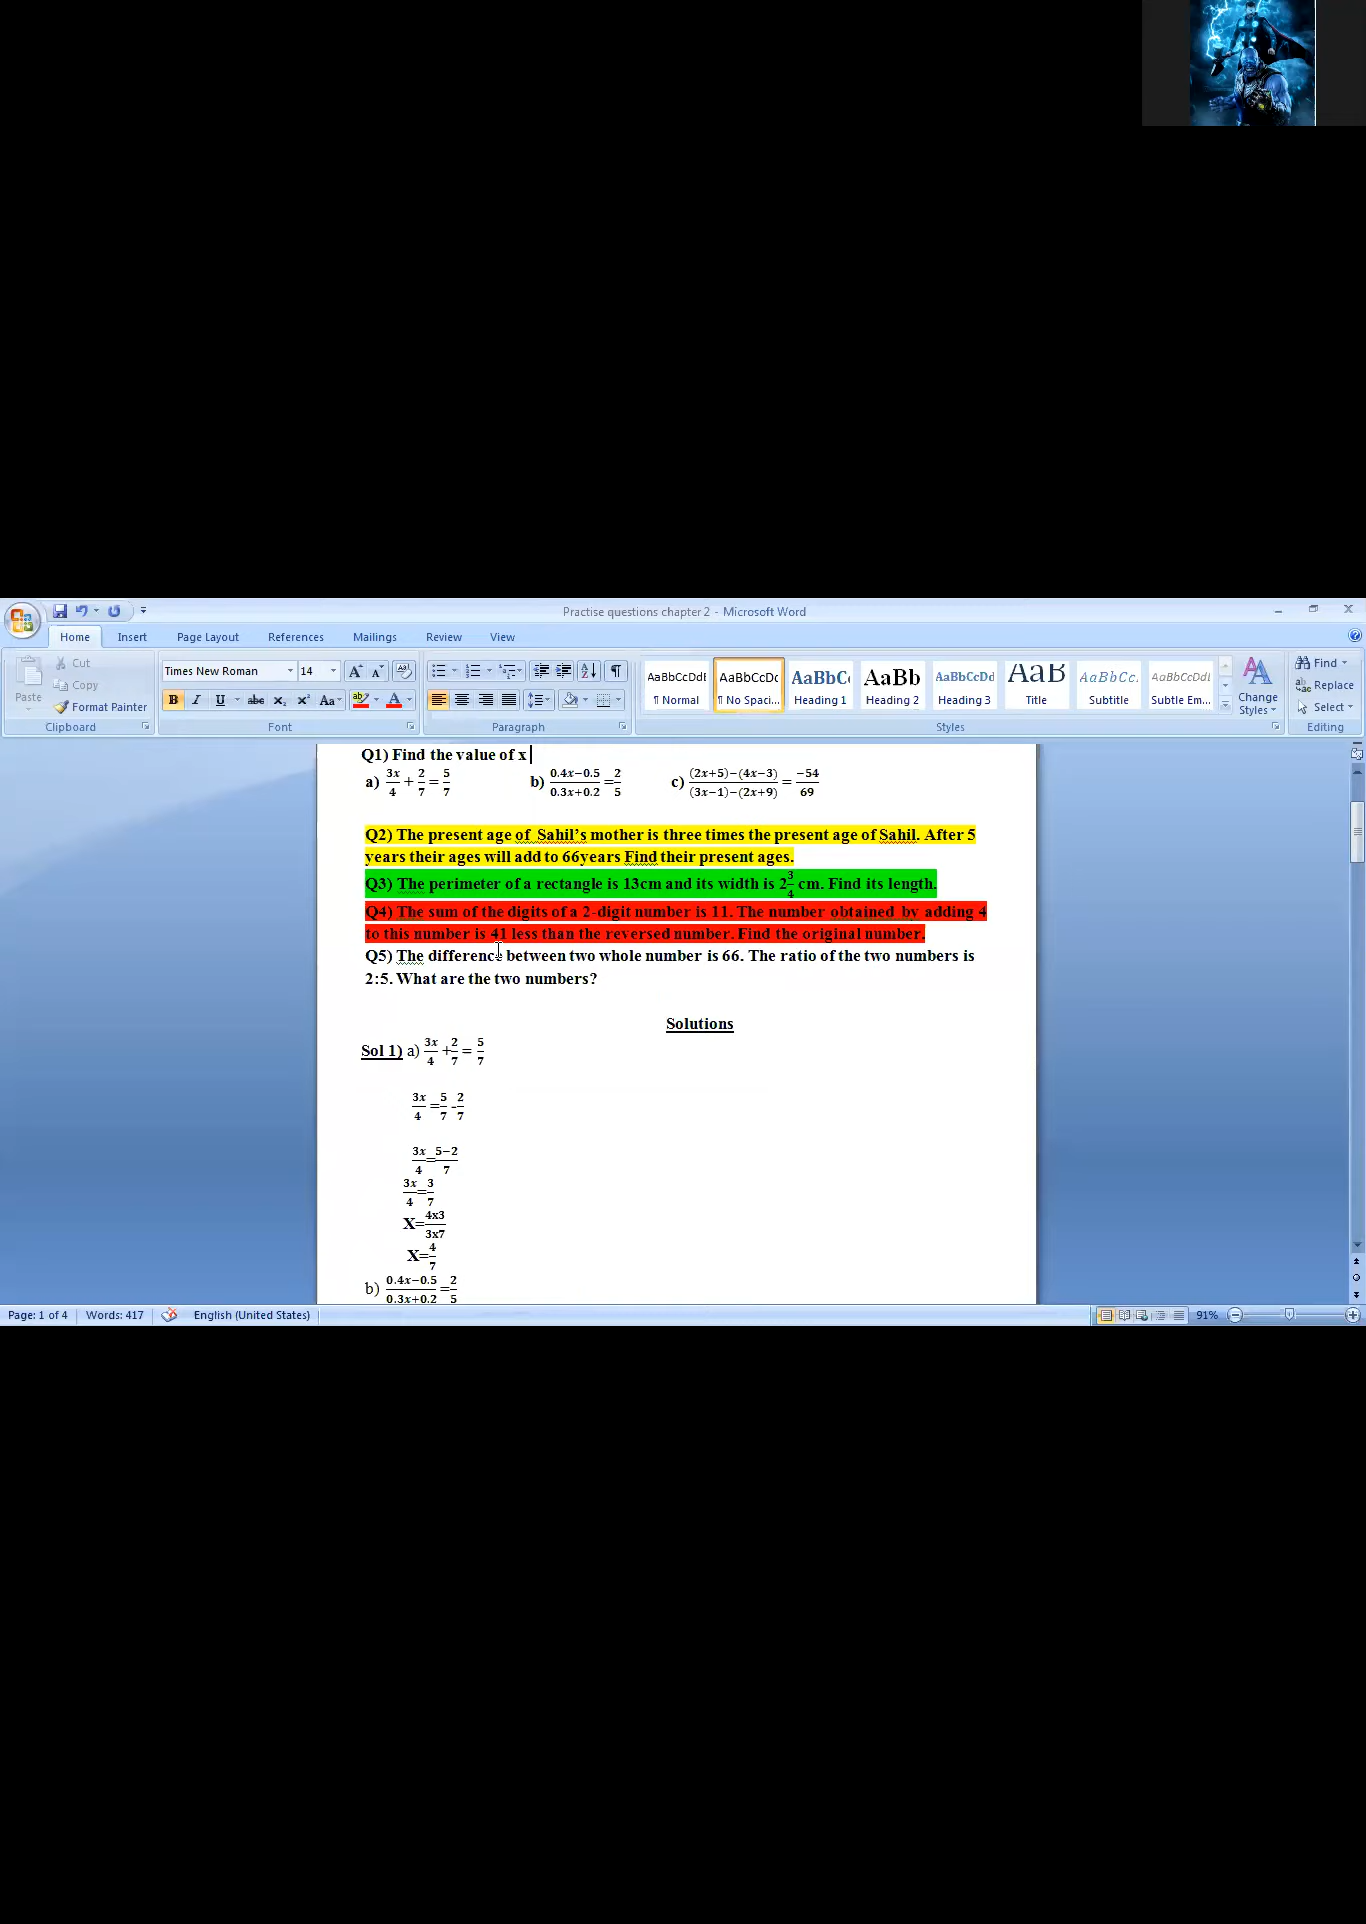 Practise questions chapter 2 - Microsoft Word
Home Insert Page Layout References Mailings Review View
Paste
Cut
Copy
Format Painter
Clipboard
Times New Roman 14
Font
Paragraph
AaBbCcDdE AaBbCcDc AaBbC AaBb AaBbCcDd AaB AaBbCc. AaBbCcDdE
¶ Normal ¶ No Spaci... Heading 1 Heading 2 Heading 3 Title Subtitle Subtle Em...
Change Styles
Styles
Find
Replace
Select
Editing
Q1) Find the value of x
a) 3x/4 + 2/7 = 5/7 b) 0.4x−0.5/0.3x+0.2 = 2/5 c) (2x+5)−(4x−3)/(3x−1)−(2x+9) = −54/69
Q2) The present age of Sahil’s mother is three times the present age of Sahil. After 5
years their ages will add to 66years Find their present ages.
Q3) The perimeter of a rectangle is 13cm and its width is 2 3/4 cm. Find its length.
Q4) The sum of the digits of a 2-digit number is 11. The number obtained by adding 4
to this number is 41 less than the reversed number. Find the original number.
Q5) The difference between two whole number is 66. The ratio of the two numbers is
2:5. What are the two numbers?
Solutions
Sol 1) a) 3x/4 + 2/7 = 5/7
3x/4 = 5/7 - 2/7
3x/4 = 5−2/7
3x/4 = 3/7
X= 4x3/3x7
X= 4/7
b) 0.4x−0.5/0.3x+0.2 = 2/5
Page: 1 of 4 Words: 417 English (United States) 91%